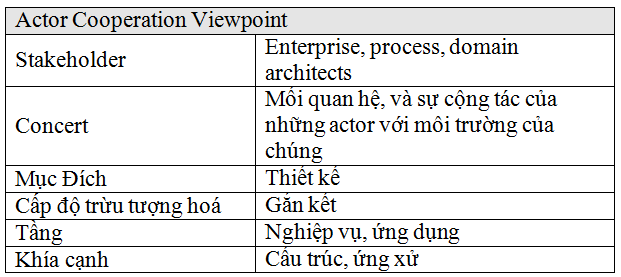 Actor Cooperation Viewpoint
Stakeholder
Enterprise, process, domain
architects
Concert
Mối quan hệ, và sự cộng tác của
những actor với môi trường của
chúng
Mục Đích
Thiết kế
Cấp độ trừu tượng hoá
Gắn kết
Tầng
Nghiệp vụ, ứng dụng
Khía cạnh
Cấu trúc, ứng xử